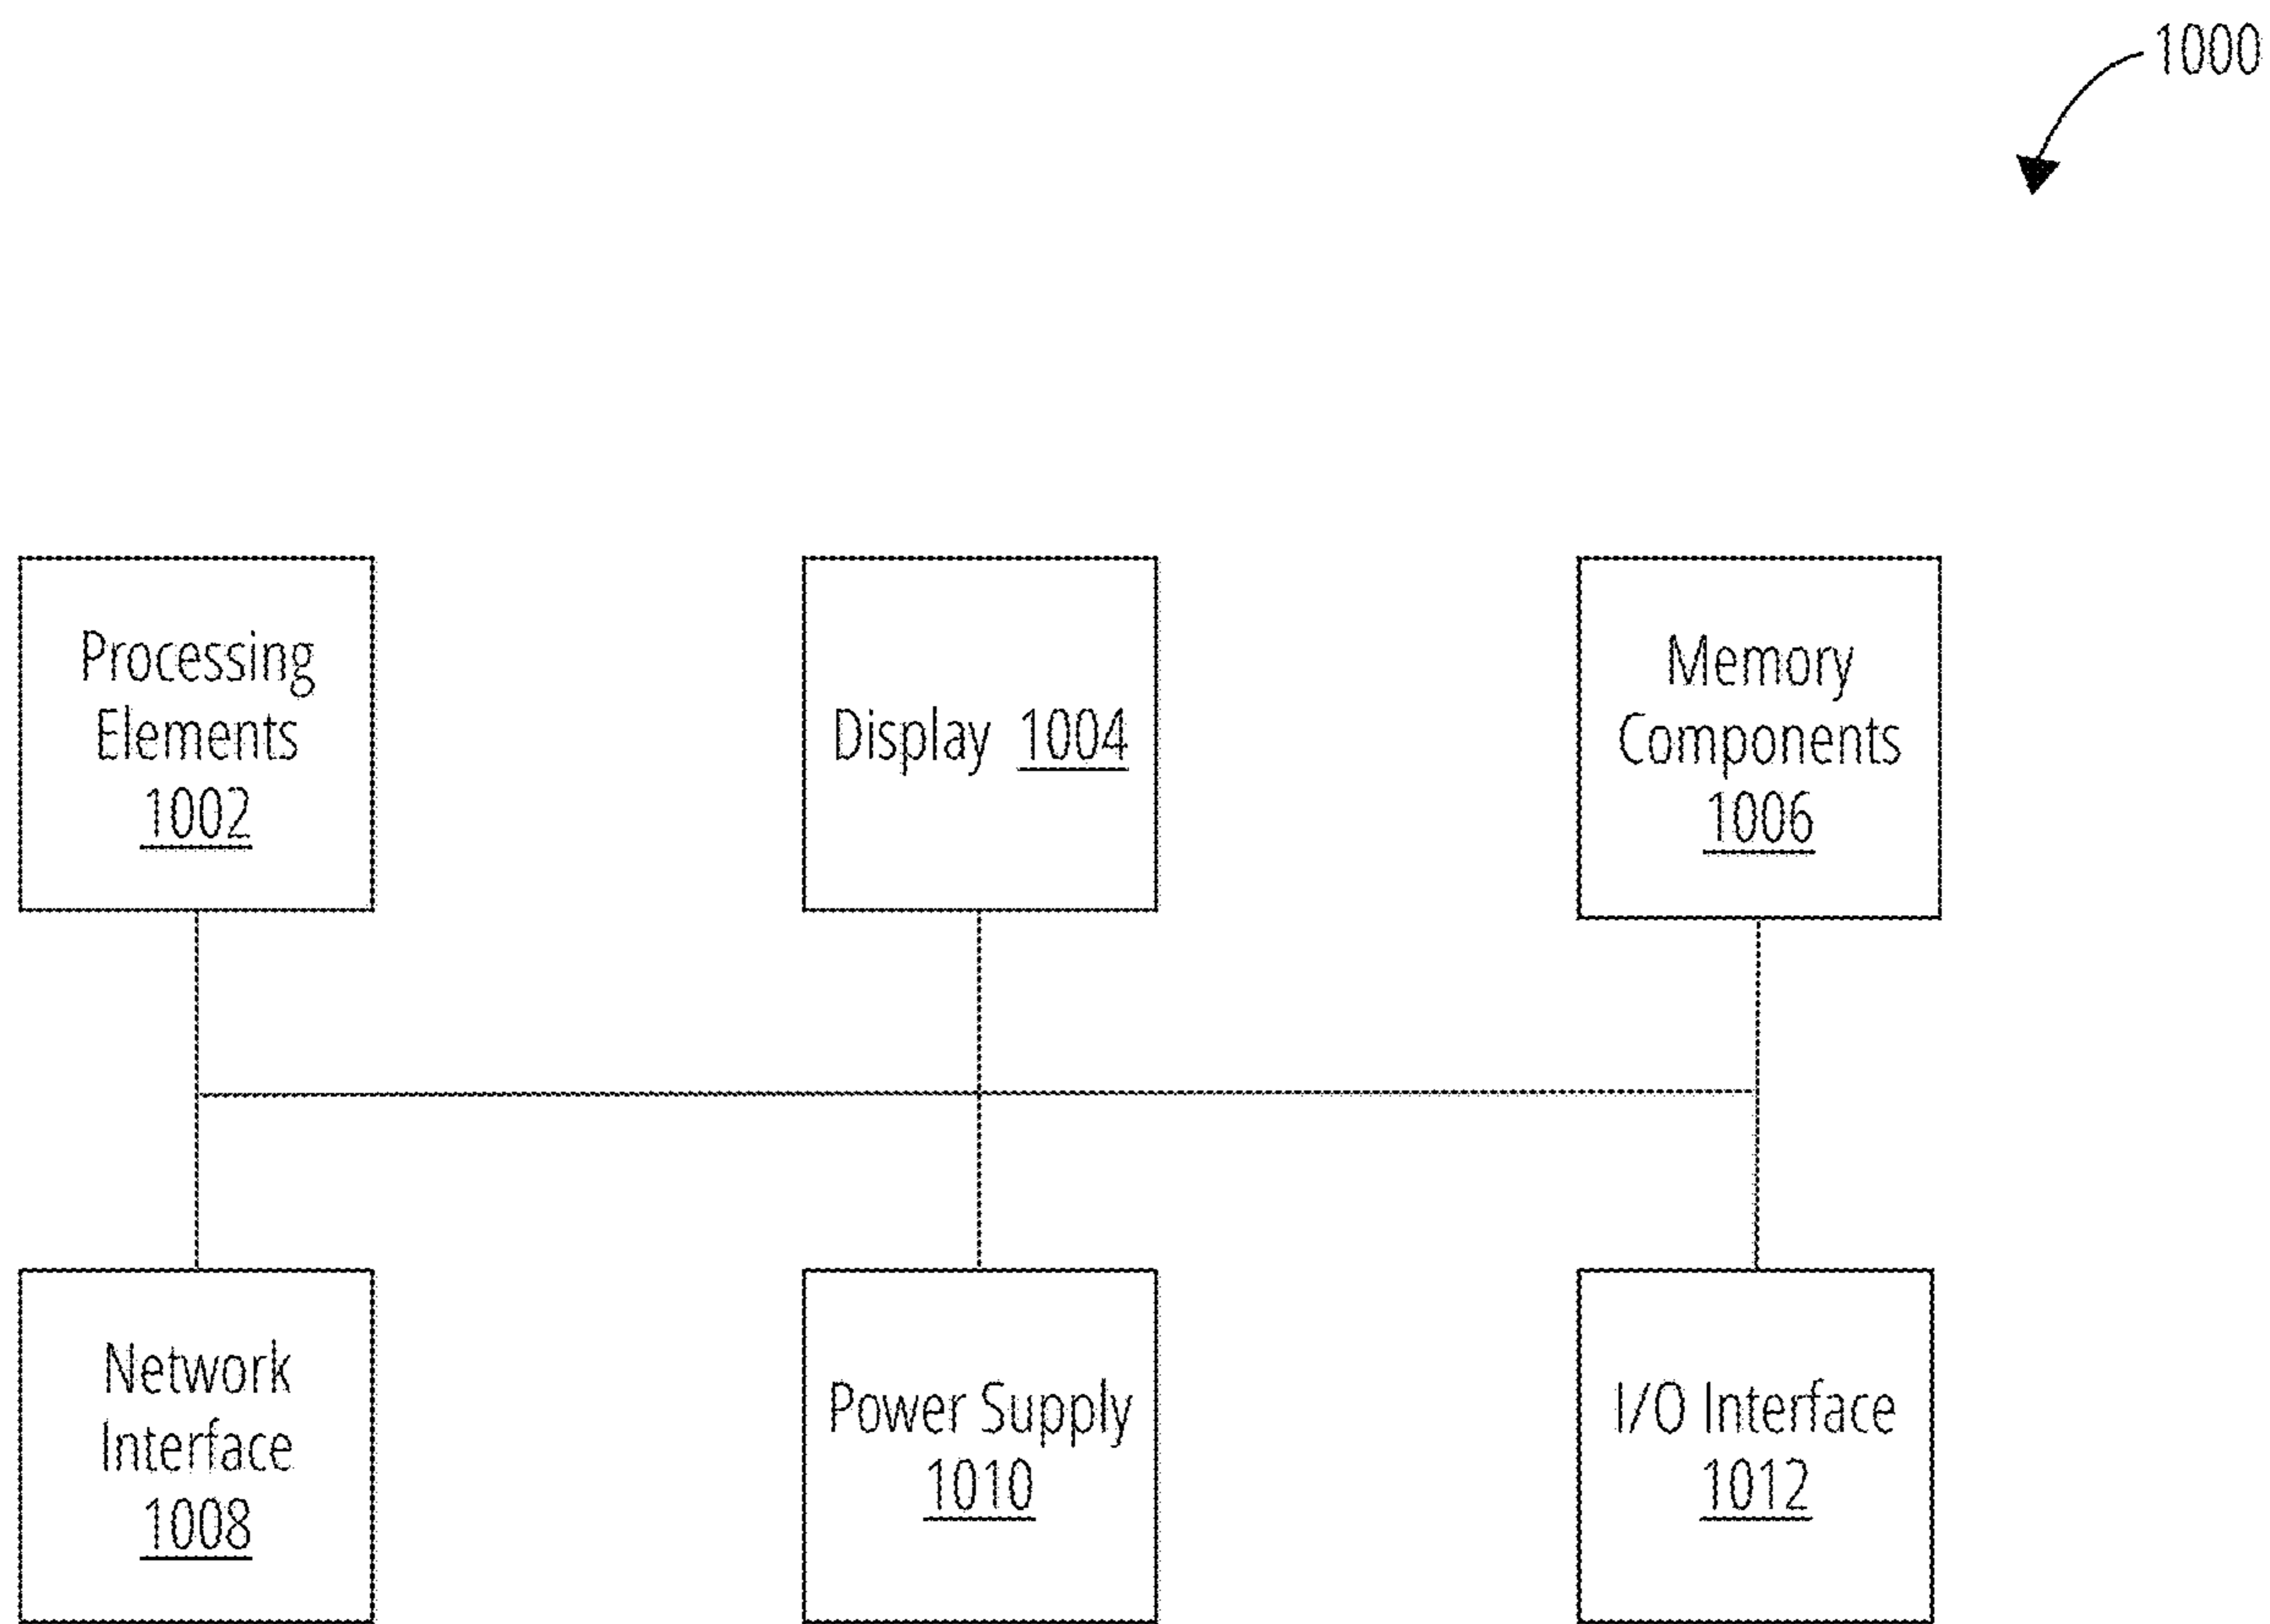 1000
Processing
Elements
1002
Display 1004
Memory
Components
1006
Network
Interface
1008
Power Supply
1010
I/O Interface
1012